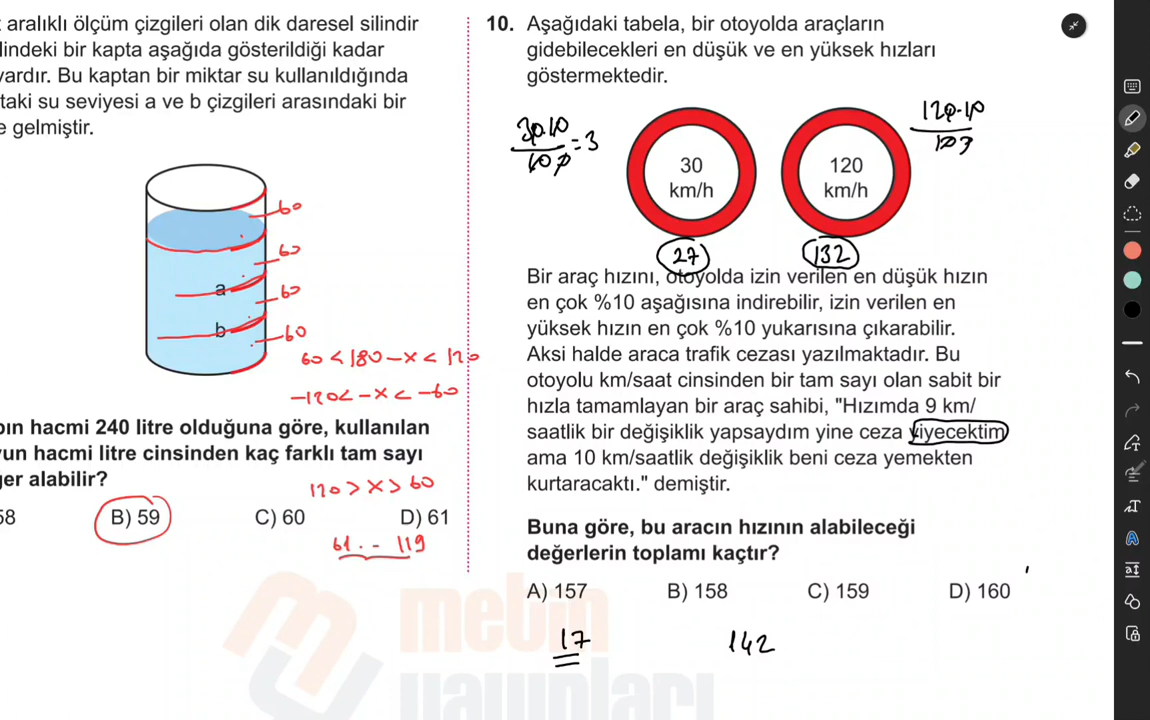 t aralıklı ölçüm çizgileri olan dik daresel silindir
lindeki bir kapta aşağıda gösterildiği kadar
vardır. Bu kaptan bir miktar su kullanıldığında
taki su seviyesi a ve b çizgileri arasındaki bir
e gelmiştir.
60
60
a
60
b
60
60 < 180 - x < 120
-120 < -x < -60
bın hacmi 240 litre olduğuna göre, kullanılan
yun hacmi litre cinsinden kaç farklı tam sayı
ğer alabilir?
120 > x > 60
58
B) 59
C) 60
D) 61
61 . - 119
10. Aşağıdaki tabela, bir otoyolda araçların
gidebilecekleri en düşük ve en yüksek hızları
göstermektedir.
30.10
100 = 3
30
km/h
120
km/h
120.10
100
27
132
Bir araç hızını, otoyolda izin verilen en düşük hızın
en çok %10 aşağısına indirebilir, izin verilen en
yüksek hızın en çok %10 yukarısına çıkarabilir.
Aksi halde araca trafik cezası yazılmaktadır. Bu
otoyolu km/saat cinsinden bir tam sayı olan sabit bir
hızla tamamlayan bir araç sahibi, "Hızımda 9 km/
saatlik bir değişiklik yapsaydım yine ceza yiyecektim
ama 10 km/saatlik değişiklik beni ceza yemekten
kurtaracaktı." demiştir.
Buna göre, bu aracın hızının alabileceği
değerlerin toplamı kaçtır?
A) 157
B) 158
C) 159
D) 160
17
142
metin
yayınları